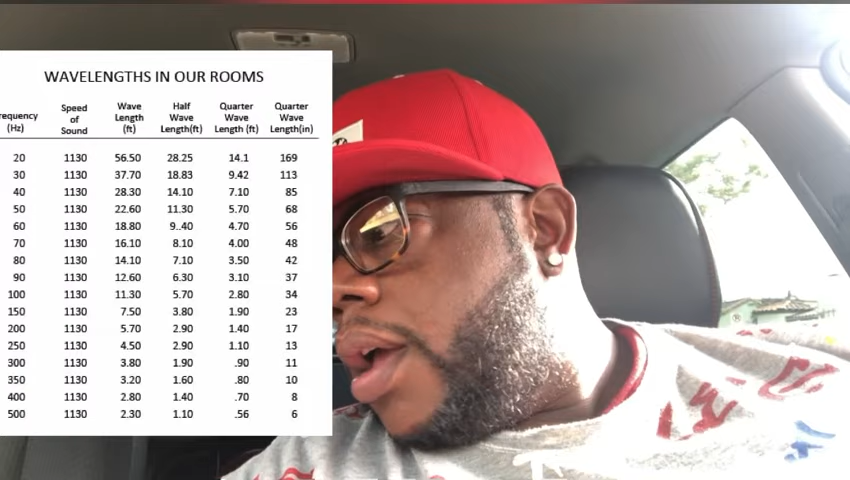 WAVELENGTHS IN OUR ROOMS
requency (Hz) Speed of Sound Wave Length (ft) Half Wave Length(ft) Quarter Wave Length (ft) Quarter Wave Length(in)
20 1130 56.50 28.25 14.1 169
30 1130 37.70 18.83 9.42 113
40 1130 28.30 14.10 7.10 85
50 1130 22.60 11.30 5.70 68
60 1130 18.80 9..40 4.70 56
70 1130 16.10 8.10 4.00 48
80 1130 14.10 7.10 3.50 42
90 1130 12.60 6.30 3.10 37
100 1130 11.30 5.70 2.80 34
150 1130 7.50 3.80 1.90 23
200 1130 5.70 2.90 1.40 17
250 1130 4.50 2.90 1.10 13
300 1130 3.80 1.90 .90 11
350 1130 3.20 1.60 .80 10
400 1130 2.80 1.40 .70 8
500 1130 2.30 1.10 .56 6